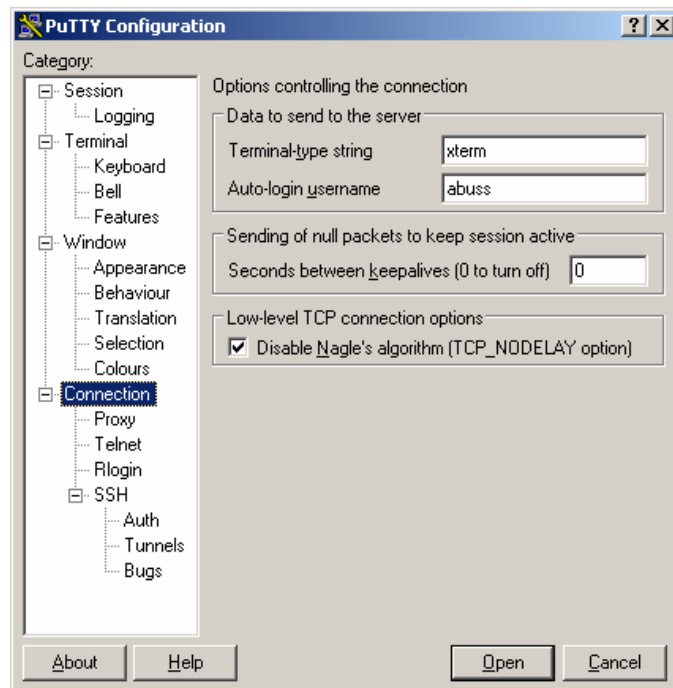 PuTTY Configuration
Category:
Session
Logging
Terminal
Keyboard
Bell
Features
Window
Appearance
Behaviour
Translation
Selection
Colours
Connection
Proxy
Telnet
Rlogin
SSH
Auth
Tunnels
Bugs
Options controlling the connection
Data to send to the server
Terminal-type string xterm
Auto-login username abuss
Sending of null packets to keep session active
Seconds between keepalives (0 to turn off) 0
Low-level TCP connection options
Disable Nagle's algorithm (TCP_NODELAY option)
About Help Open Cancel